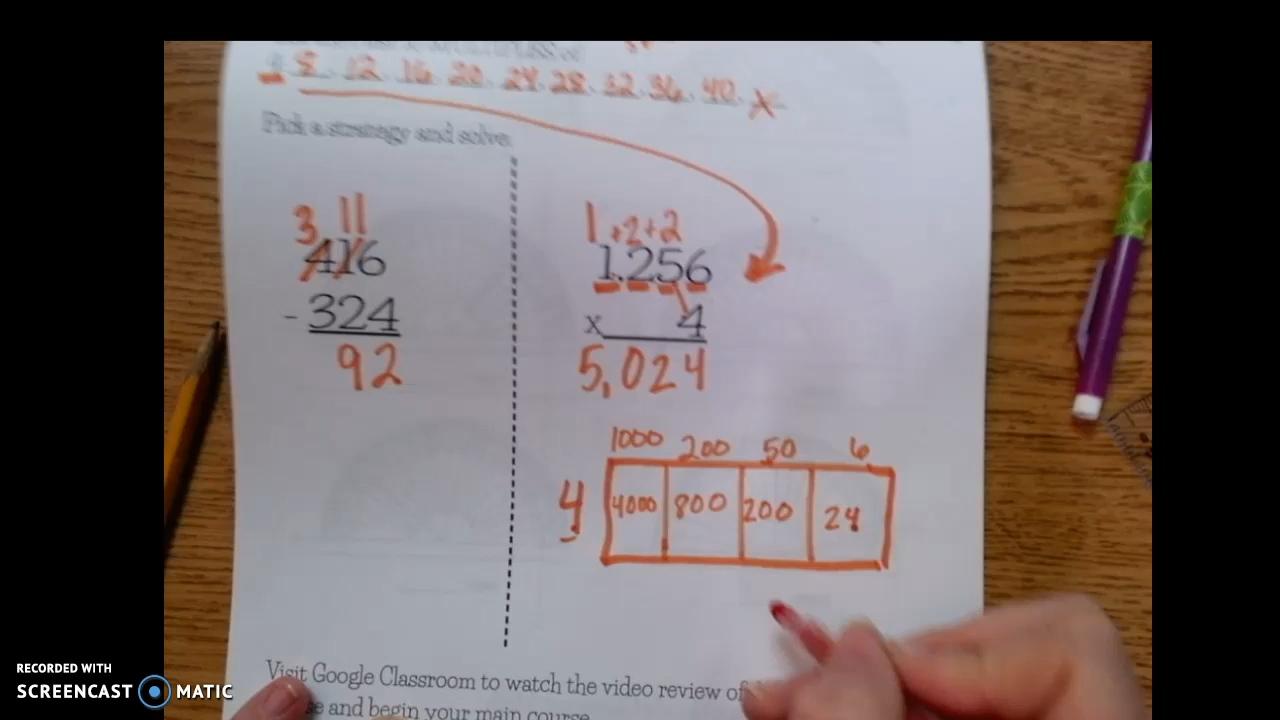 8. 12. 16. 20. 24. 28. 32. 36. 40. X
Pick a strategy and solve.
3 11
416
- 324
92
1 +2+2
1,256
x 4
5,024
1000 200 50 6
4 4000 800 200 24
Visit Google Classroom to watch the video review of
and begin your main course
RECORDED WITH
SCREENCAST MATIC